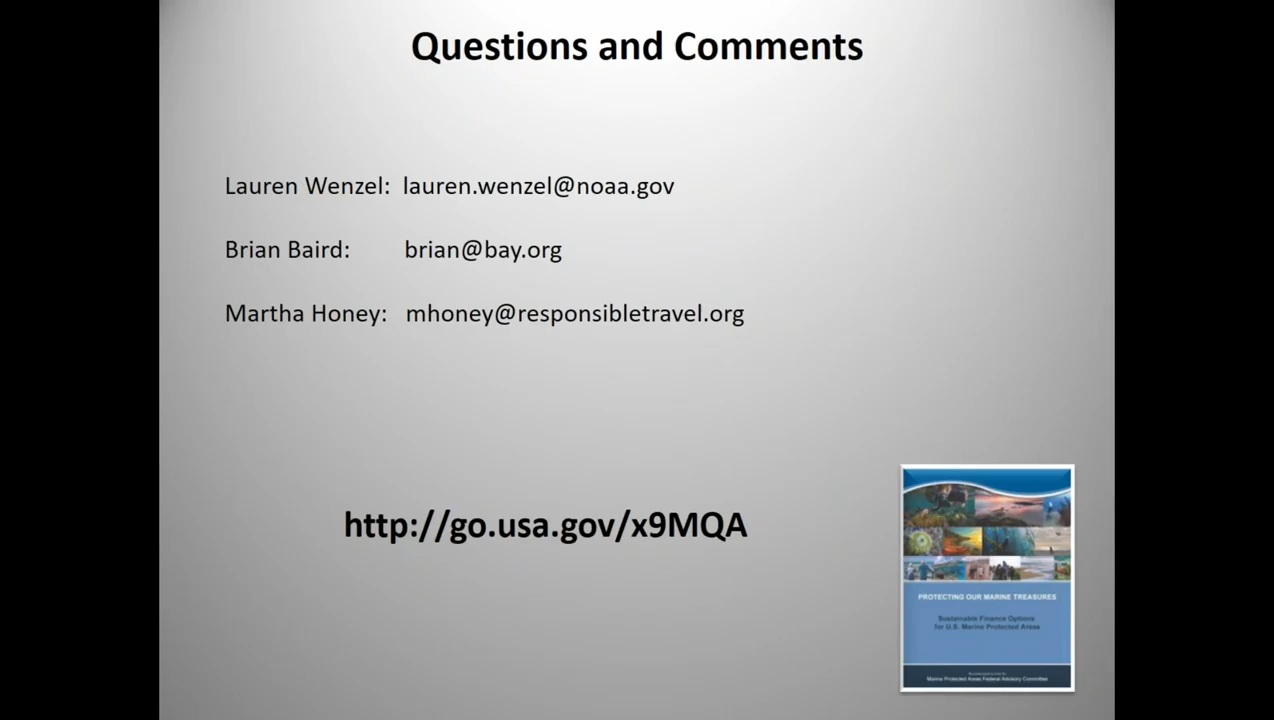 Questions and Comments
Lauren Wenzel: lauren.wenzel@noaa.gov
Brian Baird: brian@bay.org
Martha Honey: mhoney@responsibletravel.org
http://go.usa.gov/x9MQA
PROTECTING OUR MARINE TREASURES
Sustainable Finance Options
for U.S. Marine Protected Areas
Marine Protected Areas Federal Advisory Committee